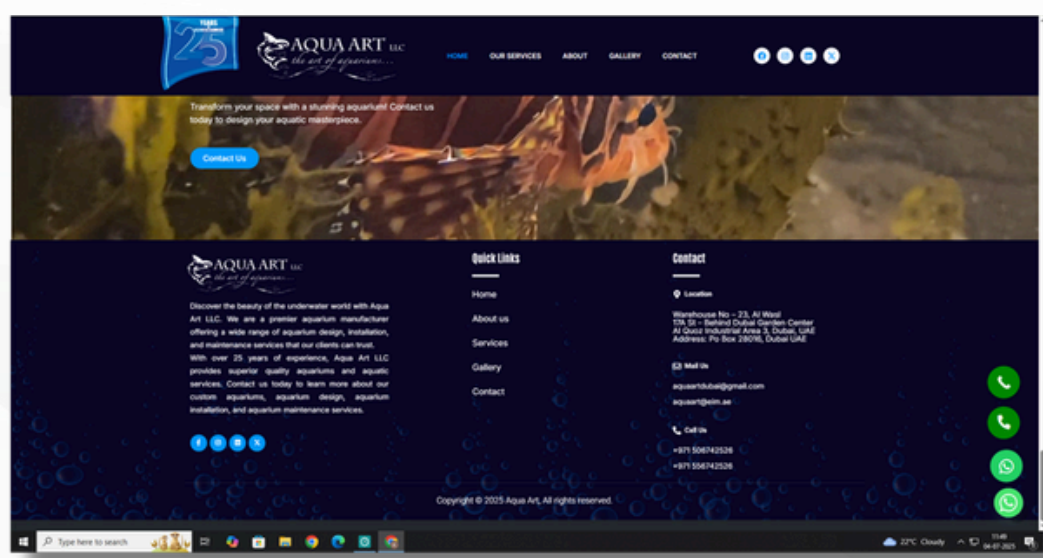 YEARS
25
AQUA ART LLC
the art of aquariums...
HOME
OUR SERVICES
ABOUT
GALLERY
CONTACT
Transform your space with a stunning aquarium! Contact us
today to design your aquatic masterpiece.
Contact Us
AQUA ART LLC
the art of aquariums...
Discover the beauty of the underwater world with Aqua
Art LLC. We are a premier aquarium manufacturer
offering a wide range of aquarium design, installation,
and maintenance services that our clients can trust.
With over 25 years of experience, Aqua Art LLC
provides superior quality aquariums and aquatic
services. Contact us today to learn more about our
custom aquariums, aquarium design, aquarium
installation, and aquarium maintenance services.
Quick Links
Home
About us
Services
Gallery
Contact
Contact
Location
Warehouse No – 23, Al Wasl
17A St – Behind Dubai Garden Center
Al Quoz Industrial Area 3, Dubai, UAE
Address: Po Box 28016, Dubai UAE
Mail Us
aquaartdubai@gmail.com
aquaart@eim.ae
Call Us
+971 506742526
+971 556742526
Copyright © 2025 Aqua Art, All rights reserved.
Type here to search
22°C Cloudy
11:49
04-07-2025